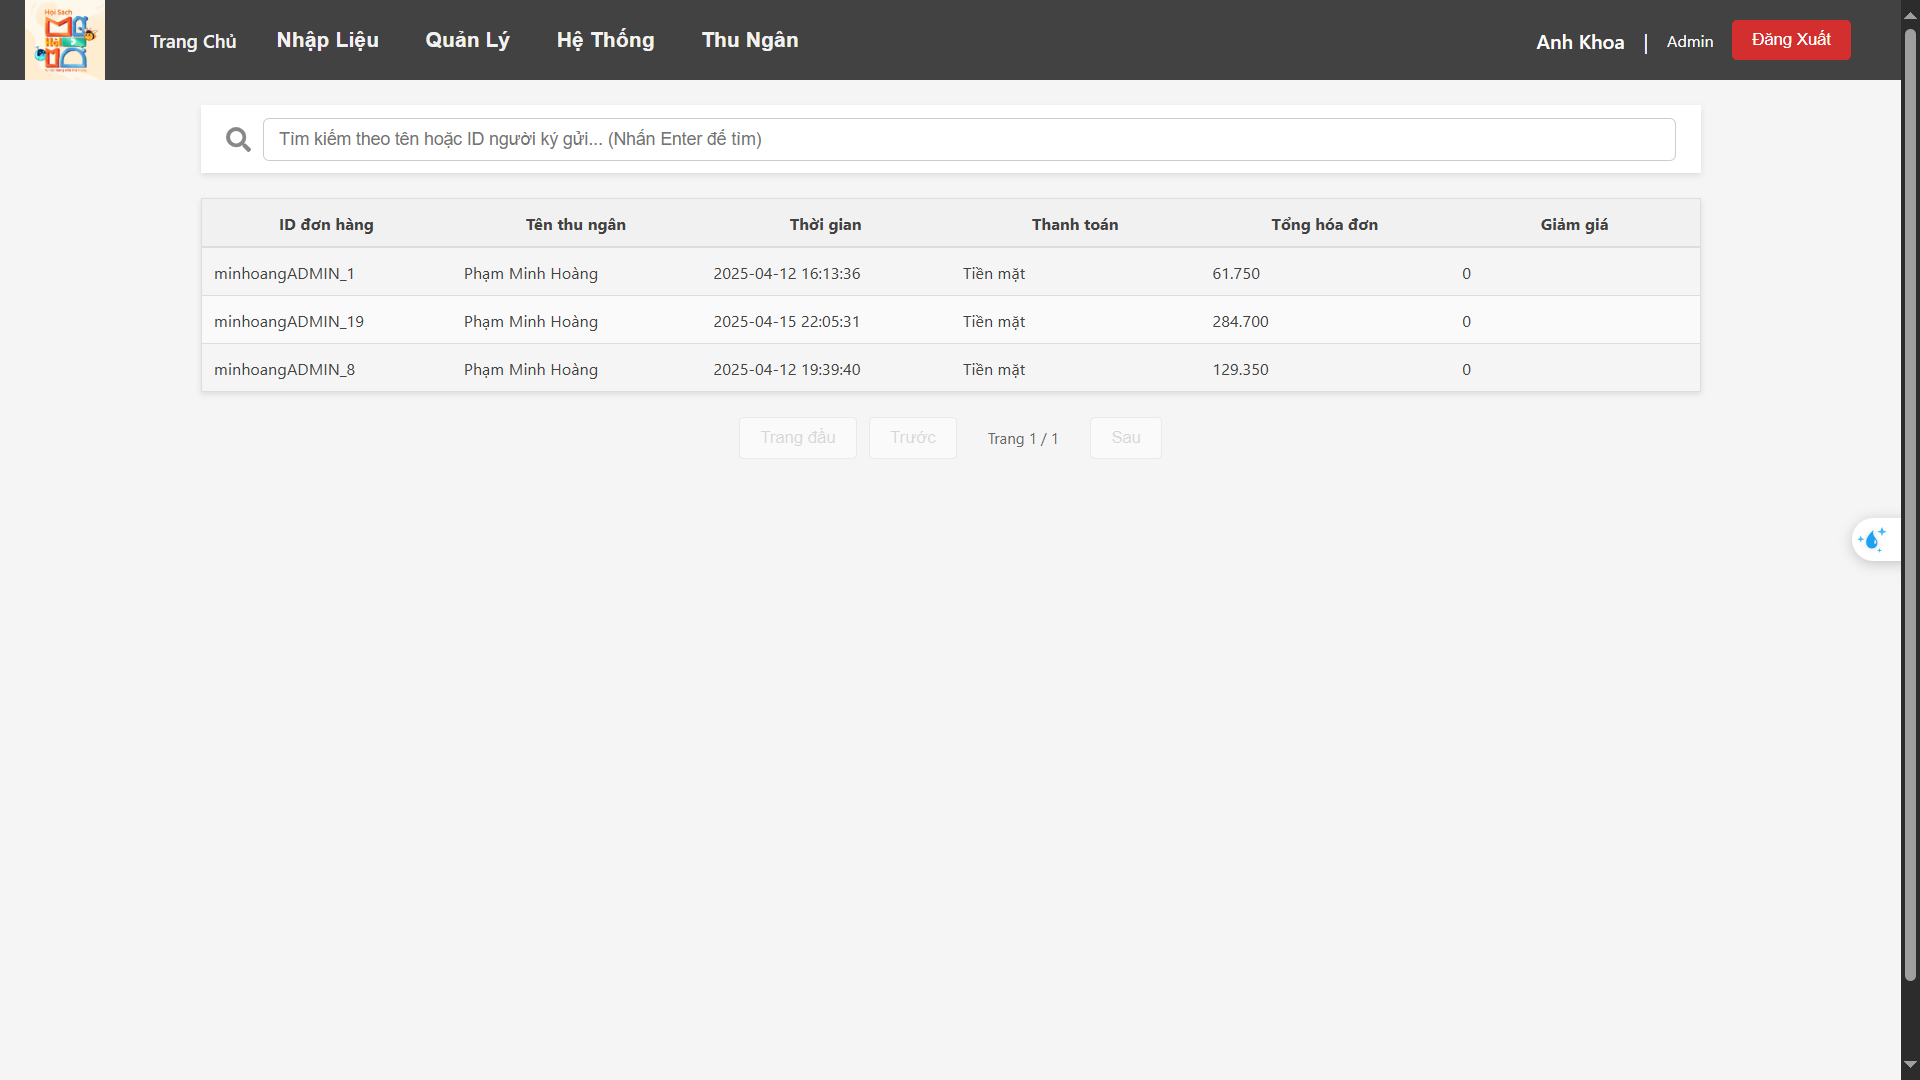 Hội Sách
Trang Chủ
Nhập Liệu
Quản Lý
Hệ Thống
Thu Ngân
Anh Khoa | Admin
Đăng Xuất
Tìm kiếm theo tên hoặc ID người ký gửi... (Nhấn Enter để tìm)
ID đơn hàng Tên thu ngân Thời gian Thanh toán Tổng hóa đơn Giảm giá
minhoangADMIN_1 Phạm Minh Hoàng 2025-04-12 16:13:36 Tiền mặt 61.750 0
minhoangADMIN_19 Phạm Minh Hoàng 2025-04-15 22:05:31 Tiền mặt 284.700 0
minhoangADMIN_8 Phạm Minh Hoàng 2025-04-12 19:39:40 Tiền mặt 129.350 0
Trang đầu Trước Trang 1 / 1 Sau